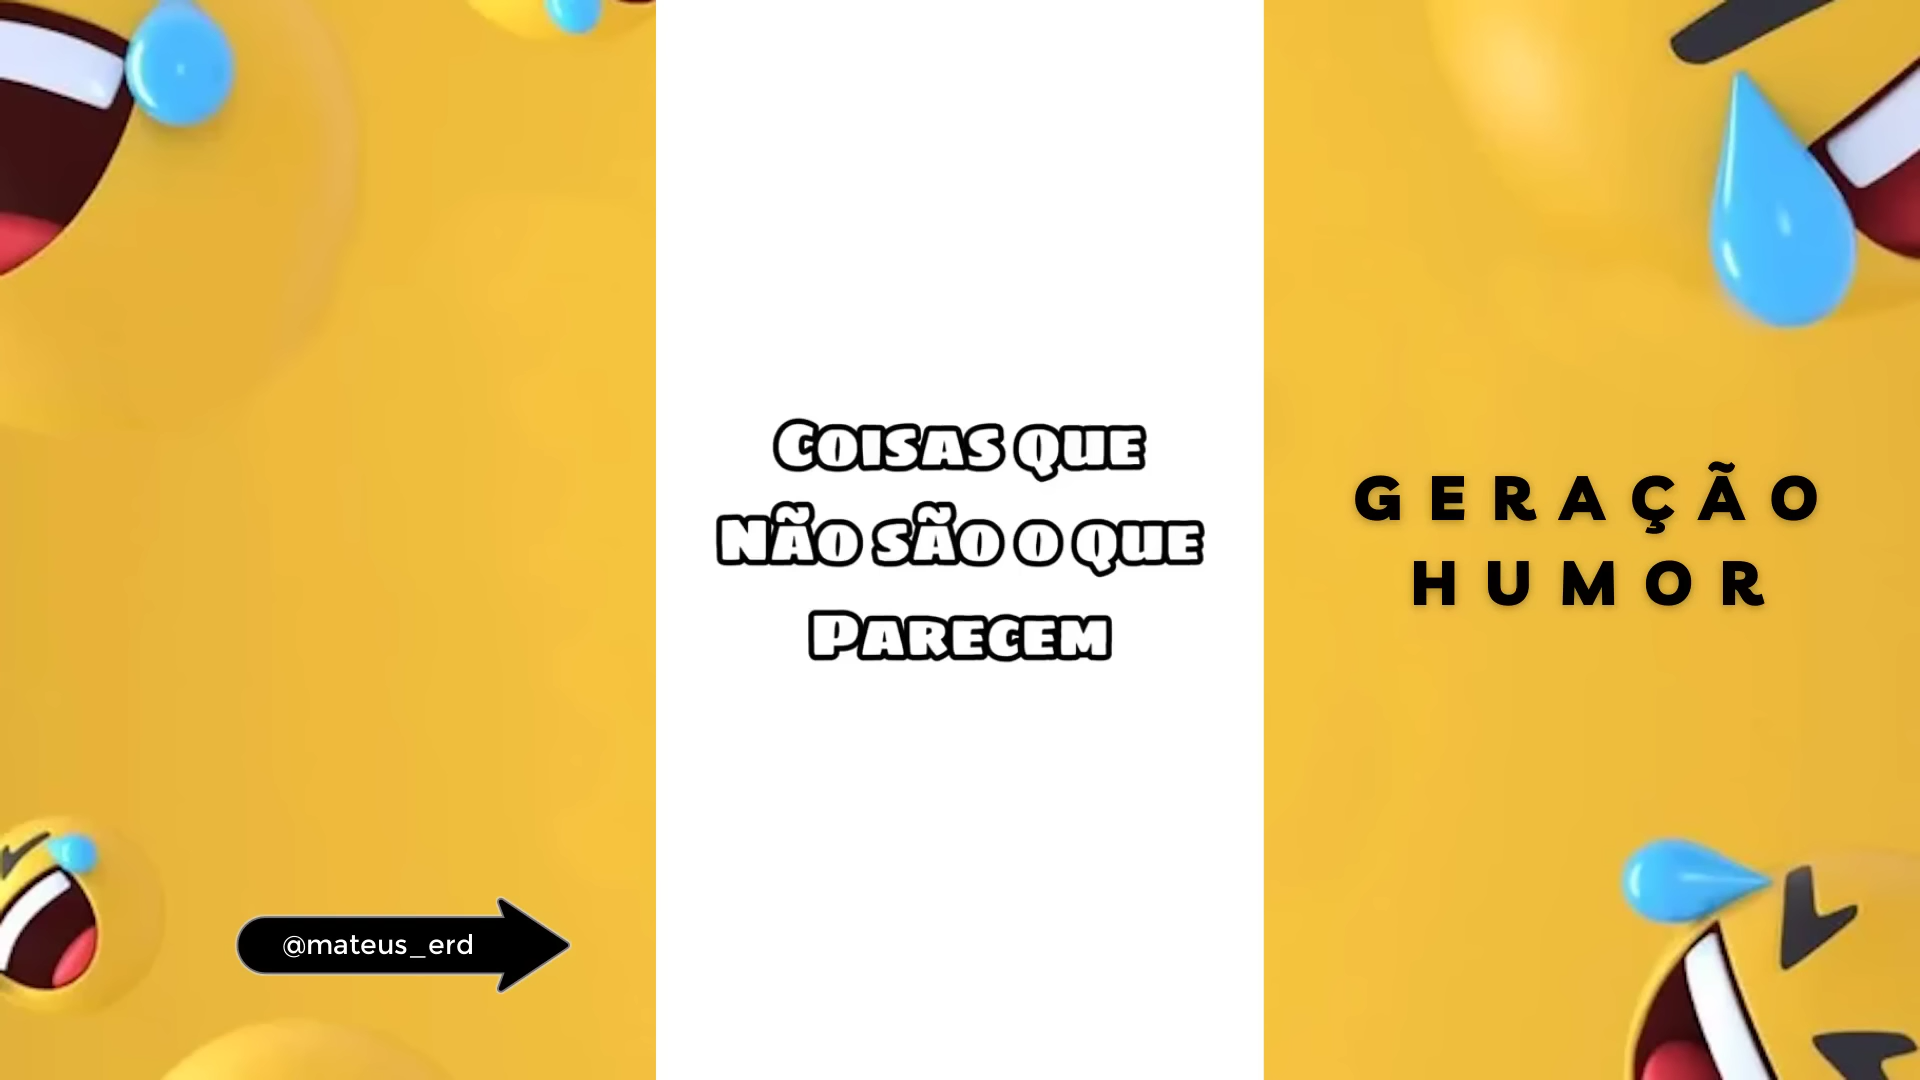 Coisas que
Não são o que
Parecem
GERAÇÃO
HUMOR
@mateus_erd